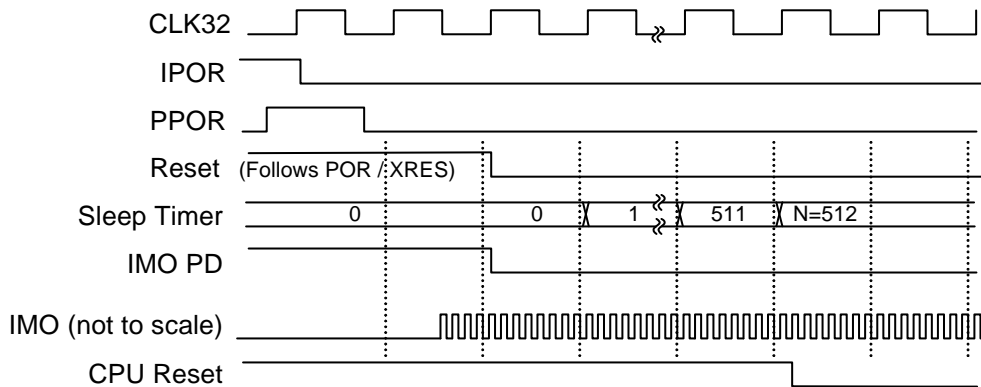 CLK32
IPOR
PPOR
Reset (Follows POR / XRES)
Sleep Timer 0 0 1 511 N=512
IMO PD
IMO (not to scale)
CPU Reset